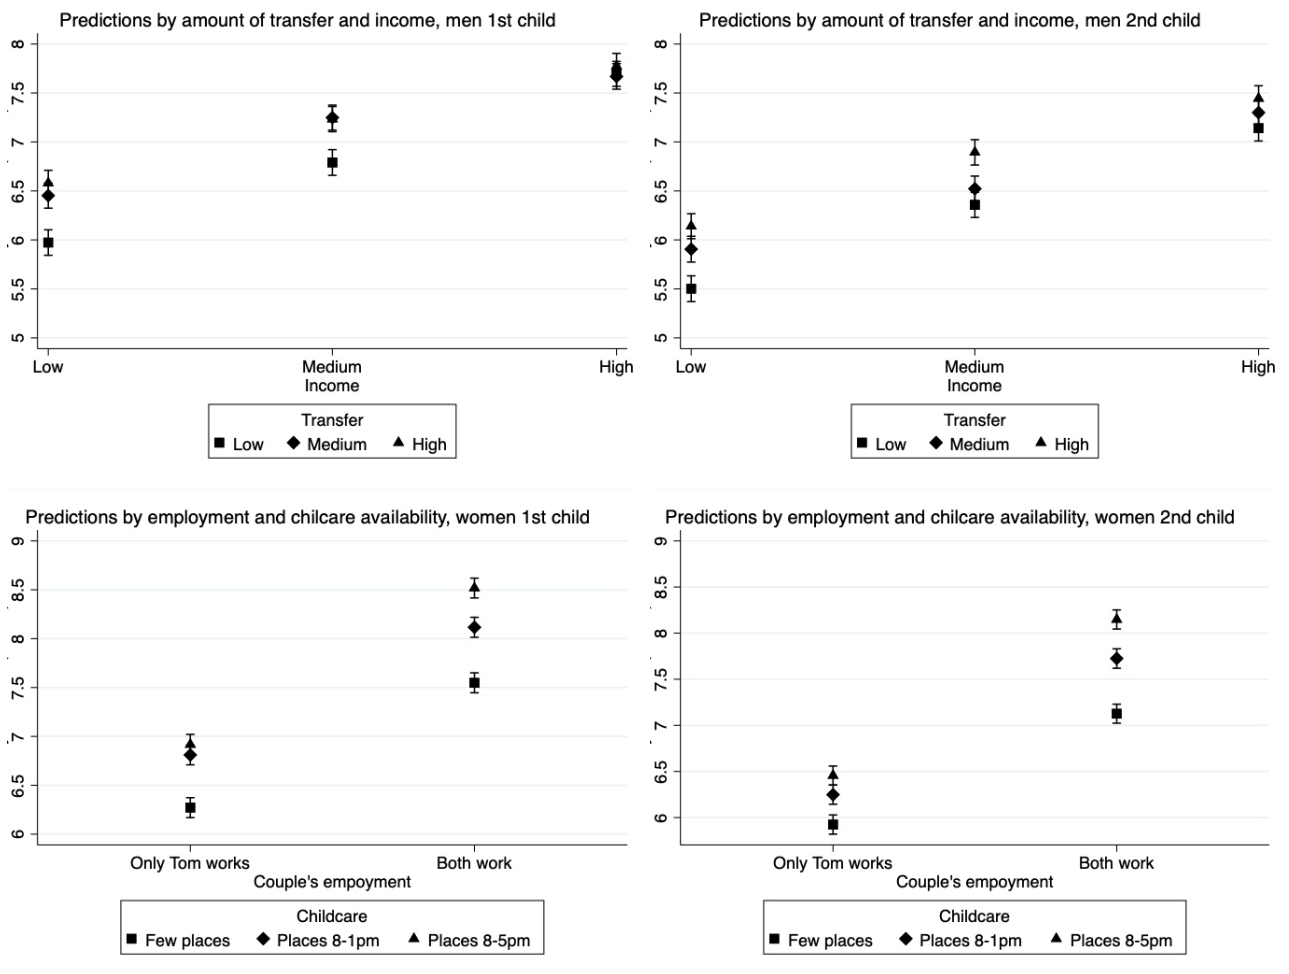 Predictions by amount of transfer and income, men 1st child
8
7.5
7
6.5
6
5.5
5
Low Medium High
Income
Transfer
Low Medium High
Predictions by amount of transfer and income, men 2nd child
8
7.5
7
6.5
6
5.5
5
Low Medium High
Income
Transfer
Low Medium High
Predictions by employment and chilcare availability, women 1st child
9
8.5
8
7.5
7
6.5
6
Only Tom works Both work
Couple's empoyment
Childcare
Few places Places 8-1pm Places 8-5pm
Predictions by employment and chilcare availability, women 2nd child
9
8.5
8
7.5
7
6.5
6
Only Tom works Both work
Couple's empoyment
Childcare
Few places Places 8-1pm Places 8-5pm